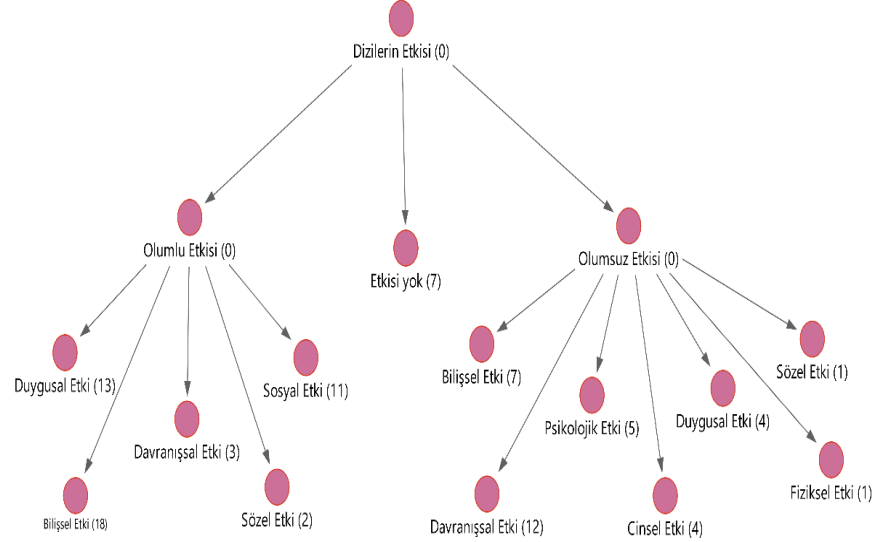 Dizilerin Etkisi (0)
Olumlu Etkisi (0)
Etkisi yok (7)
Olumsuz Etkisi (0)
Duygusal Etki (13)
Sosyal Etki (11)
Davranışsal Etki (3)
Bilişsel Etki (18)
Sözel Etki (2)
Bilişsel Etki (7)
Sözel Etki (1)
Psikolojik Etki (5)
Duygusal Etki (4)
Fiziksel Etki (1)
Davranışsal Etki (12)
Cinsel Etki (4)